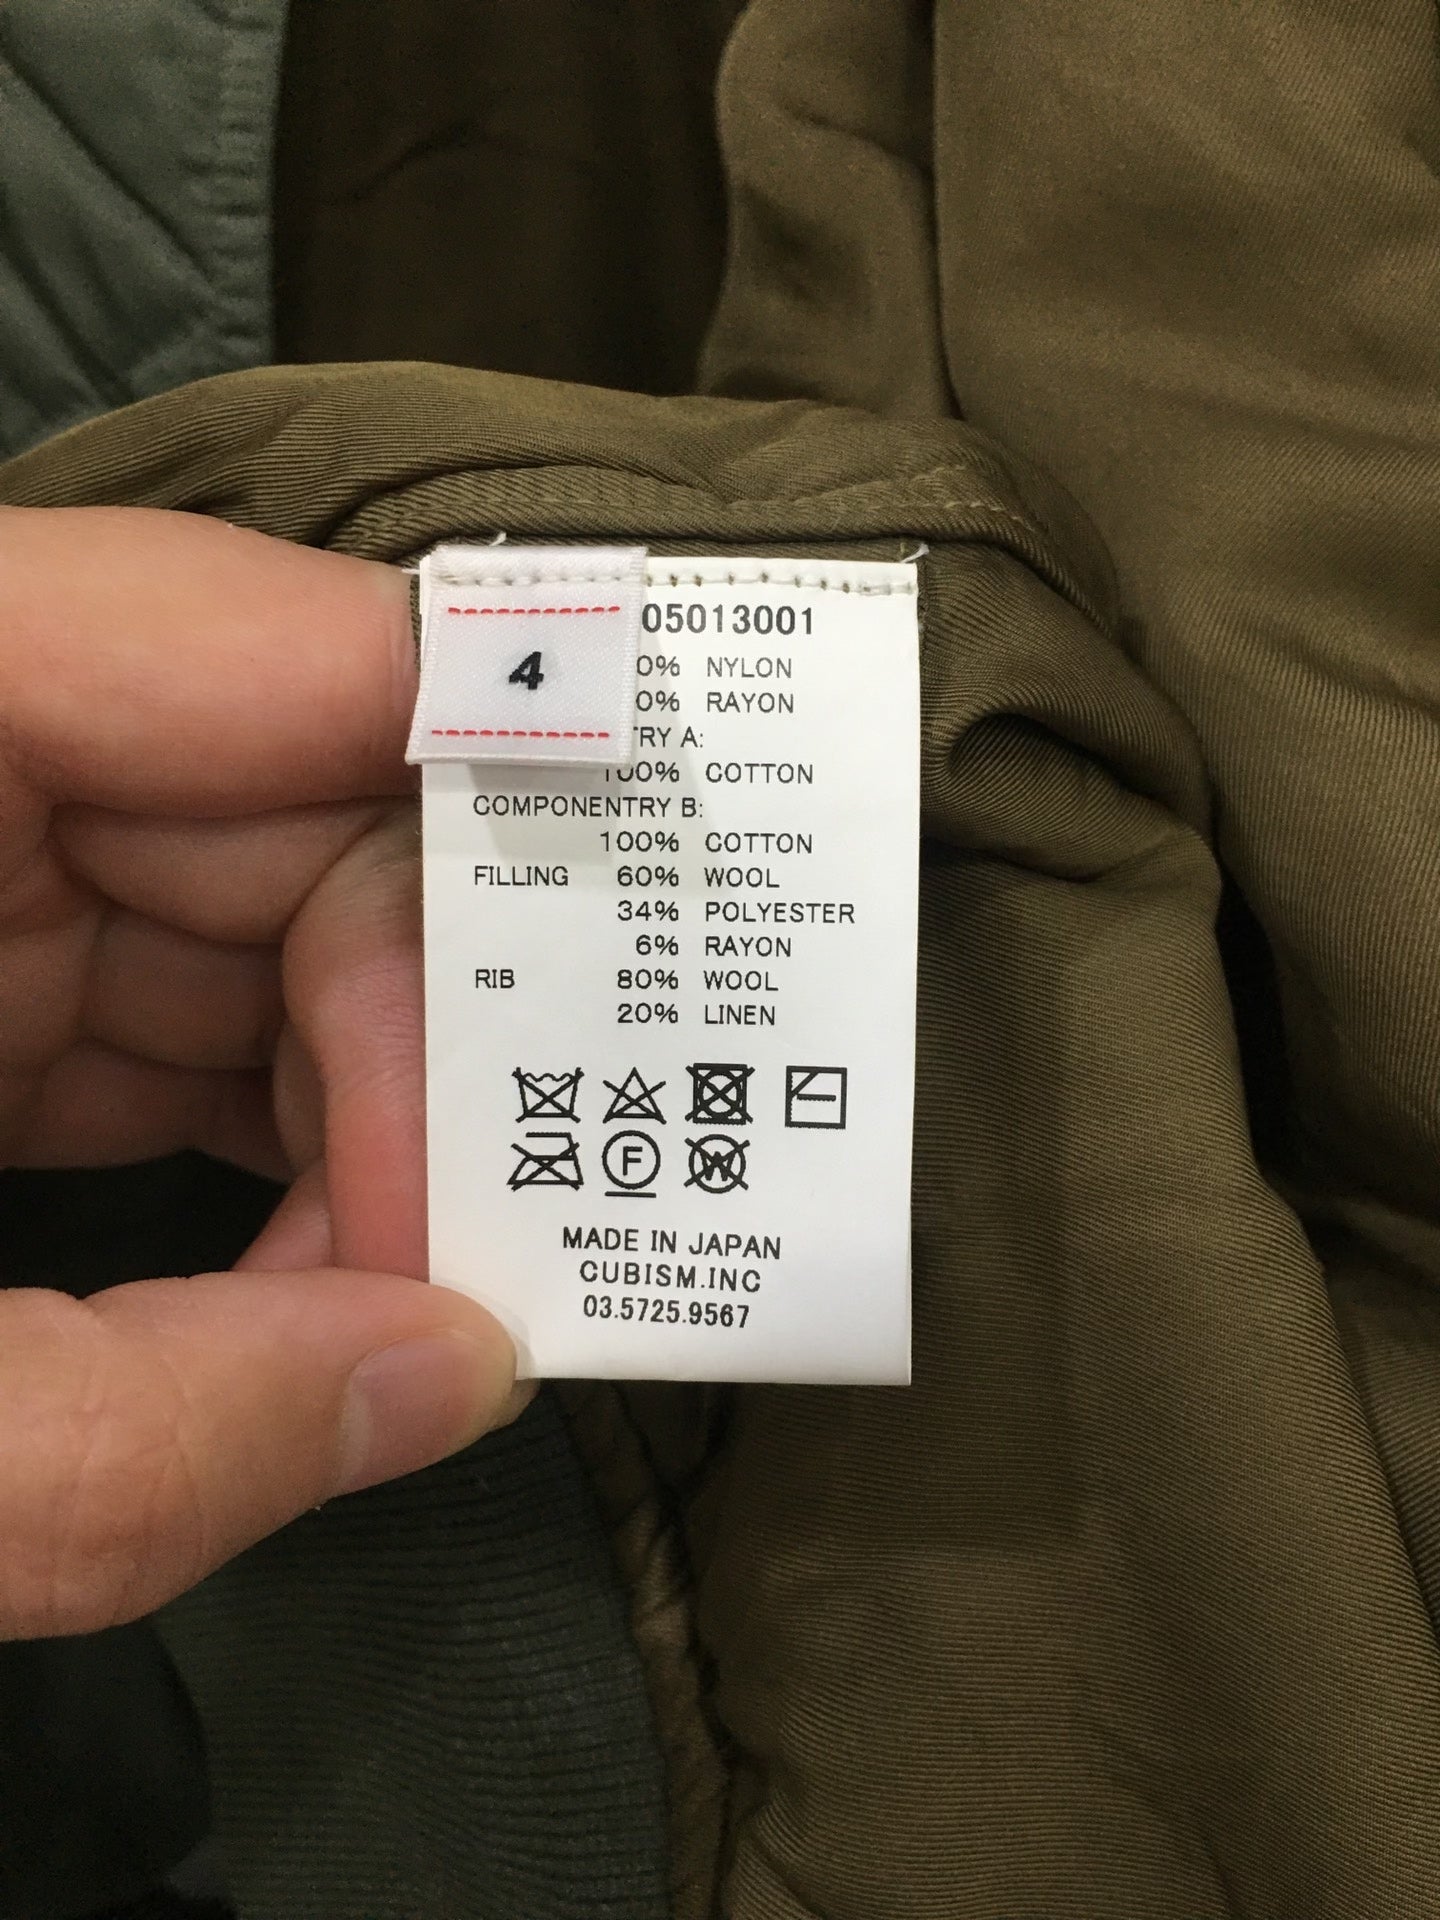 4
05013001
0% NYLON
0% RAYON
TRY A:
100% COTTON
COMPONENTRY B:
100% COTTON
FILLING 60% WOOL
34% POLYESTER
6% RAYON
RIB 80% WOOL
20% LINEN
F W
MADE IN JAPAN
CUBISM.INC
03.5725.9567